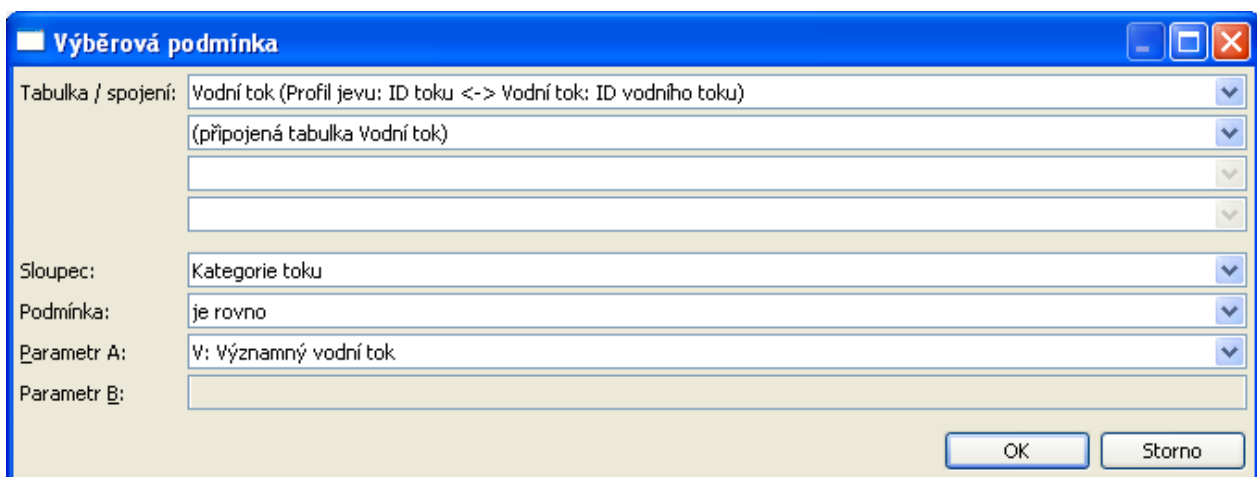 Výběrová podmínka
Tabulka / spojení: Vodní tok (Profil jevu: ID toku <-> Vodní tok: ID vodního toku)
(připojená tabulka Vodní tok)
Sloupec: Kategorie toku
Podmínka: je rovno
Parametr A: V: Významný vodní tok
Parametr B:
OK Storno